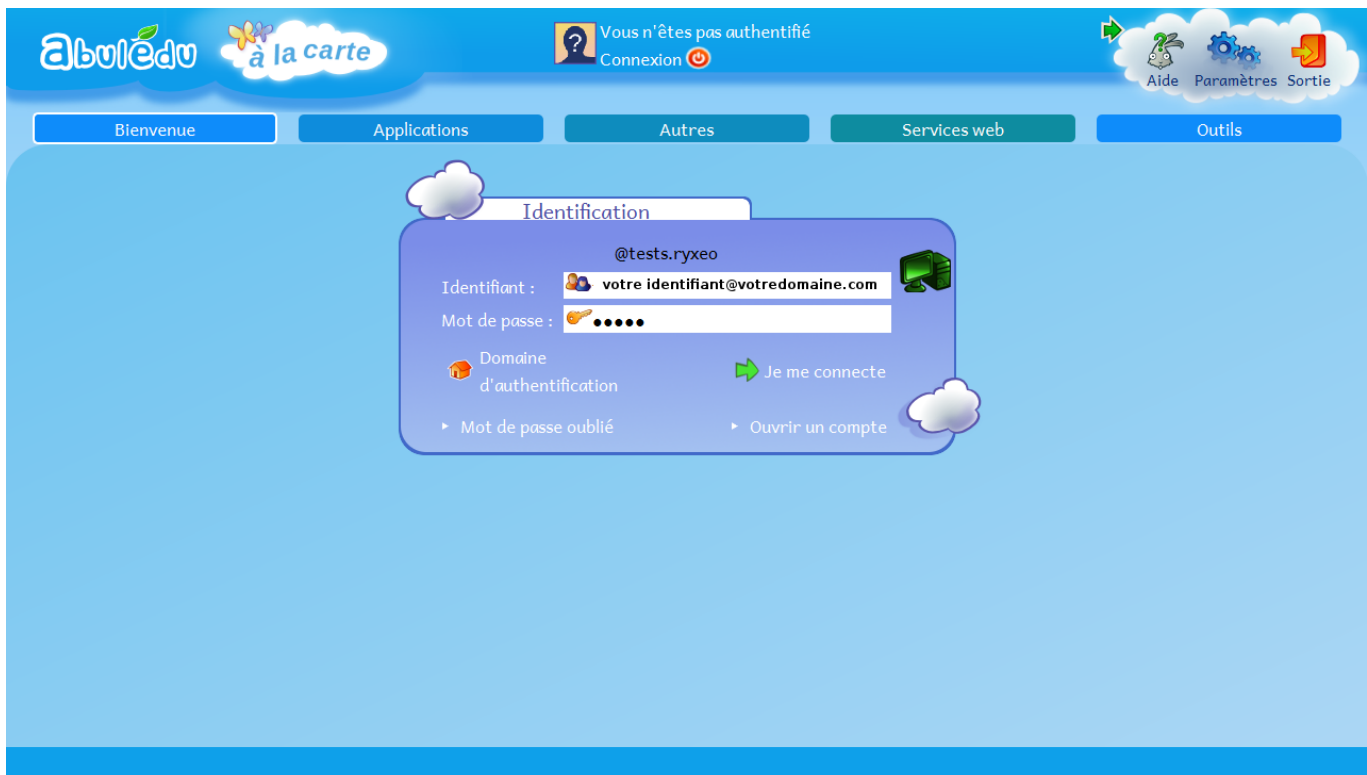 abulédu
à la carte
Vous n'êtes pas authentifié
Connexion
Aide
Paramètres
Sortie
Bienvenue
Applications
Autres
Services web
Outils
Identification
@tests.ryxeo
Identifiant :
votre identifiant@votredomaine.com
Mot de passe :
●●●●●
Domaine
d'authentification
Je me connecte
Mot de passe oublié
Ouvrir un compte